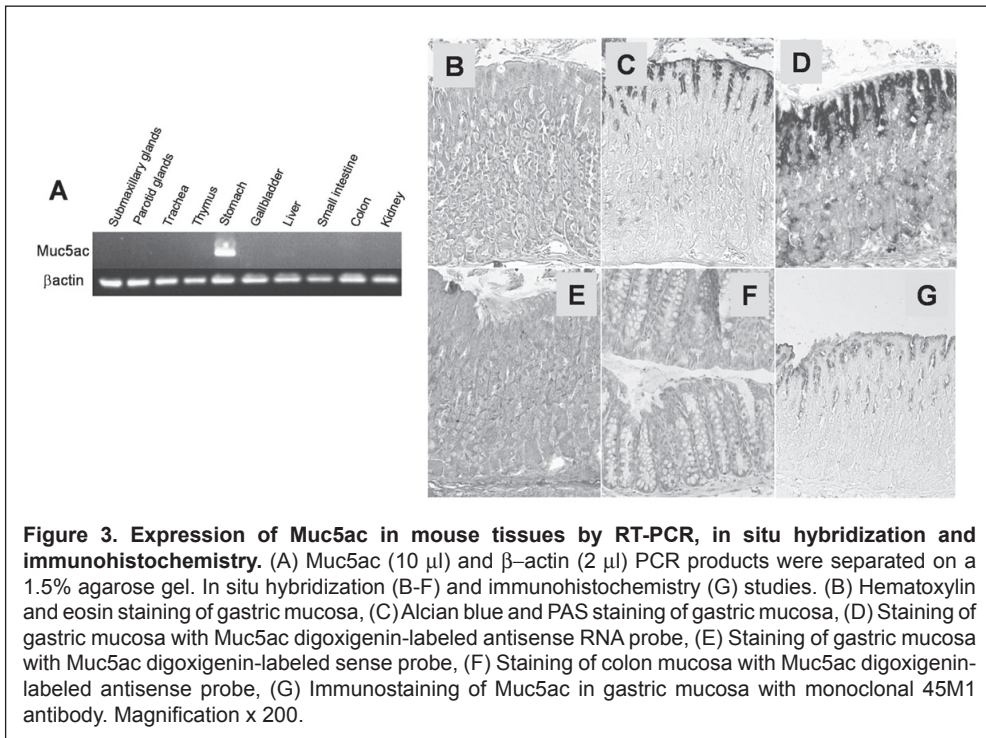 A
Submaxillary glands
Parotid glands
Trachea
Thymus
Stomach
Gallbladder
Liver
Small intestine
Colon
Kidney
Muc5ac
βactin
B
C
D
E
F
G
Figure 3. Expression of Muc5ac in mouse tissues by RT-PCR, in situ hybridization and
immunohistochemistry. (A) Muc5ac (10 μl) and β–actin (2 μl) PCR products were separated on a
1.5% agarose gel. In situ hybridization (B-F) and immunohistochemistry (G) studies. (B) Hematoxylin
and eosin staining of gastric mucosa, (C) Alcian blue and PAS staining of gastric mucosa, (D) Staining of
gastric mucosa with Muc5ac digoxigenin-labeled antisense RNA probe, (E) Staining of gastric mucosa
with Muc5ac digoxigenin-labeled sense probe, (F) Staining of colon mucosa with Muc5ac digoxigenin-
labeled antisense probe, (G) Immunostaining of Muc5ac in gastric mucosa with monoclonal 45M1
antibody. Magnification x 200.